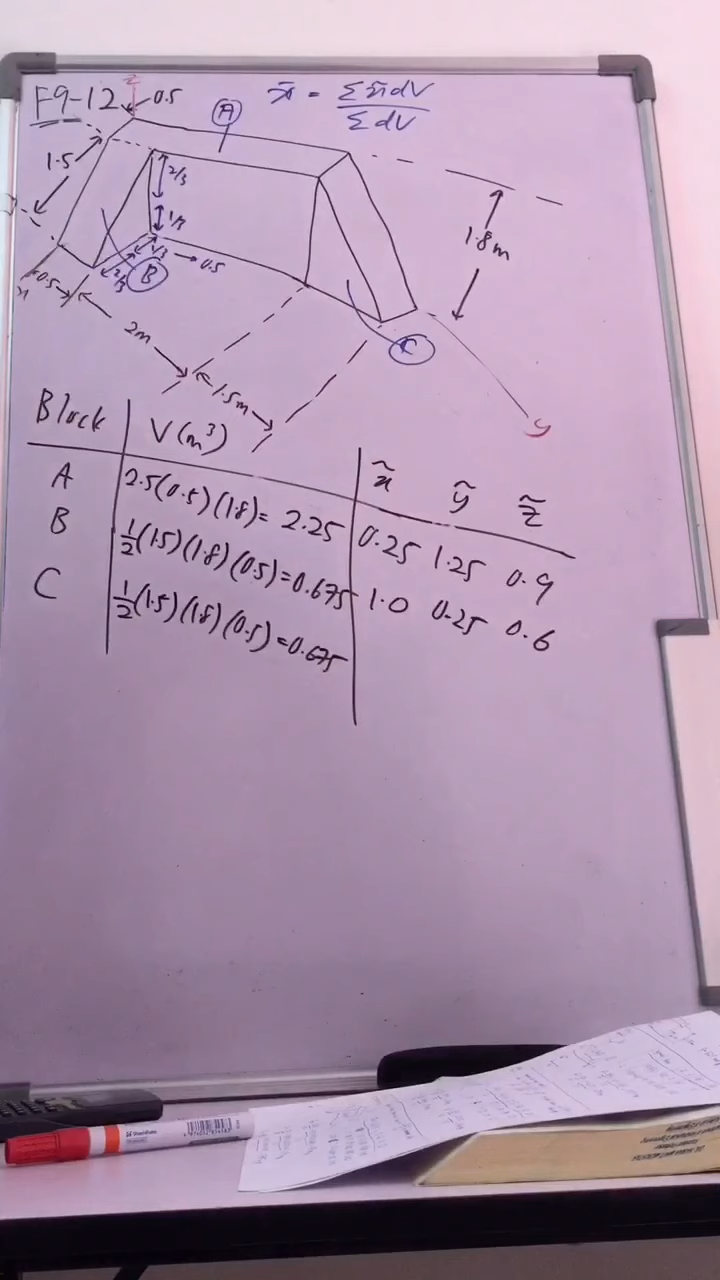 F9-12
z
0.5
A
x̄ = Σx̃dV / ΣdV
1.5
2/3
1/3
1/3
2/3
B
0.5
1.8m
x
0.5
2m
1.5m
C
y
Block V(m³) x̃ ỹ z̃
A 2.5(0.5)(1.8)= 2.25 0.25 1.25 0.9
B ½(1.5)(1.8)(0.5)=0.675 1.0 0.25 0.6
C ½(1.5)(1.8)(0.5)=0.675